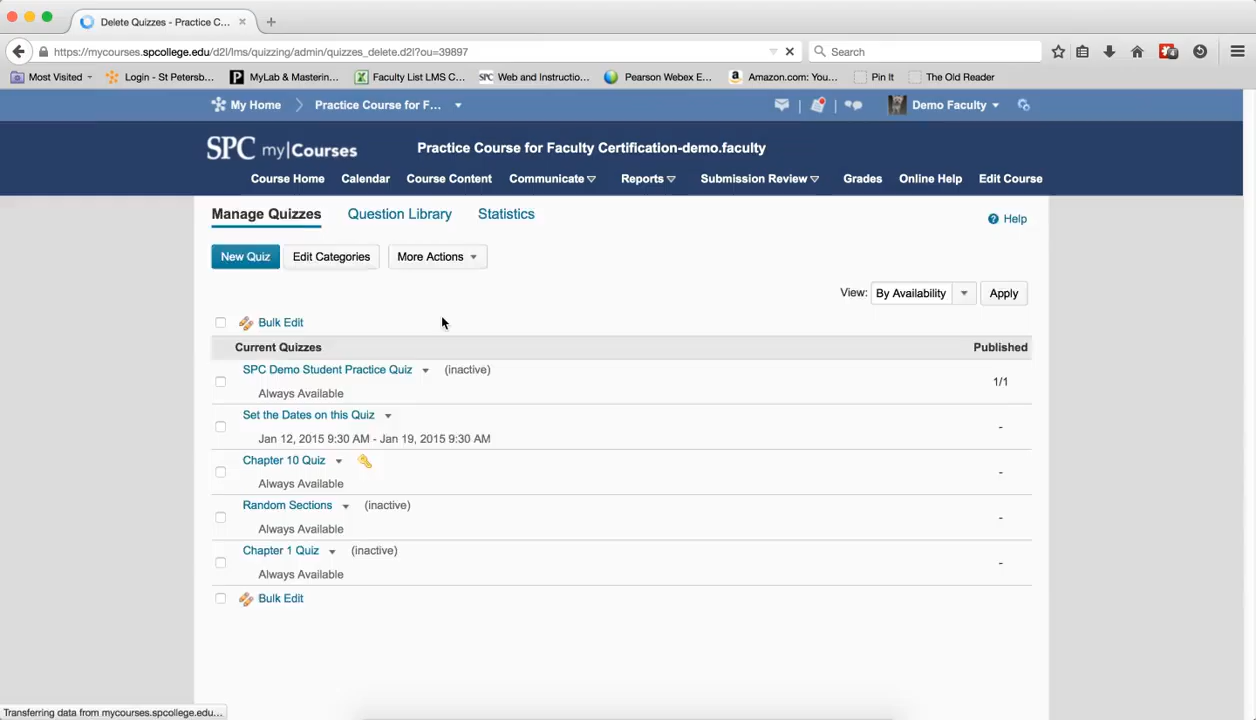 Delete Quizzes - Practice C...
https://mycourses.spcollege.edu/d2l/lms/quizzing/admin/quizzes_delete.d2l?ou=39897
Search
Most Visited
Login - St Petersb...
MyLab & Mastering...
Faculty List LMS C...
SPC Web and Instructio...
Pearson Webex E...
Amazon.com: You...
Pin It
The Old Reader
My Home
Practice Course for F...
Demo Faculty
SPC my|Courses
Practice Course for Faculty Certification-demo.faculty
Course Home
Calendar
Course Content
Communicate
Reports
Submission Review
Grades
Online Help
Edit Course
Manage Quizzes
Question Library
Statistics
Help
New Quiz
Edit Categories
More Actions
View: By Availability
Apply
Bulk Edit
Current Quizzes Published
SPC Demo Student Practice Quiz (inactive)
1/1
Always Available
Set the Dates on this Quiz
-
Jan 12, 2015 9:30 AM - Jan 19, 2015 9:30 AM
Chapter 10 Quiz
-
Always Available
Random Sections (inactive)
-
Always Available
Chapter 1 Quiz (inactive)
-
Always Available
Bulk Edit
Transferring data from mycourses.spcollege.edu...